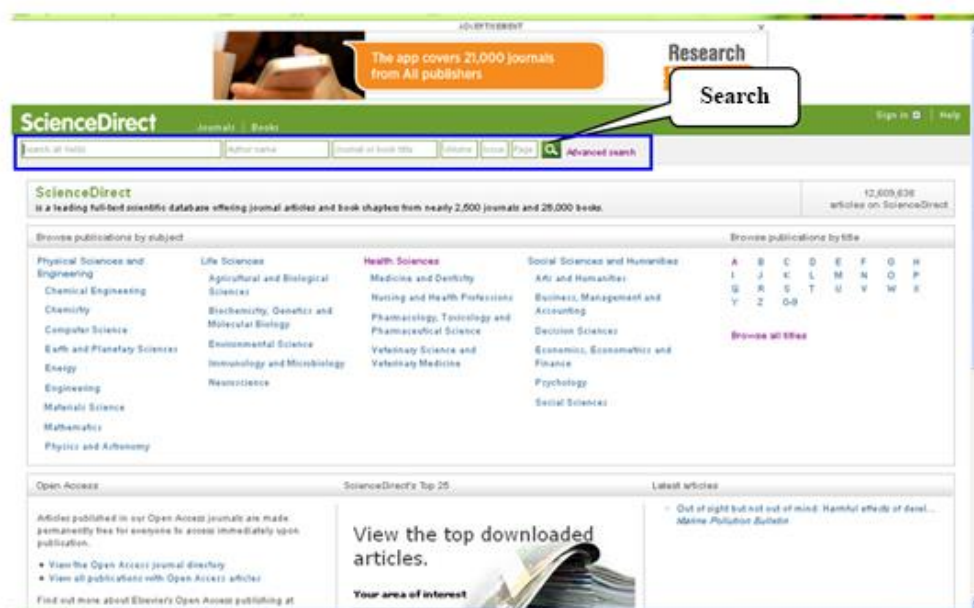 ADVERTISEMENT
The app covers 21,000 journals
from All publishers
Research
Search
ScienceDirect
Journals | Books
Sign in
Help
Search all fields
Author name
Journal or book title
Volume
Issue
Page
Advanced search
ScienceDirect
is a leading full-text scientific database offering journal articles and book chapters from nearly 2,500 journals and 26,000 books.
12,609,636
articles on ScienceDirect
Browse publications by subject
Physical Sciences and
Engineering
Chemical Engineering
Chemistry
Computer Science
Earth and Planetary Sciences
Energy
Engineering
Materials Science
Mathematics
Physics and Astronomy
Life Sciences
Agricultural and Biological
Sciences
Biochemistry, Genetics and
Molecular Biology
Environmental Science
Immunology and Microbiology
Neuroscience
Health Sciences
Medicine and Dentistry
Nursing and Health Professions
Pharmacology, Toxicology and
Pharmaceutical Science
Veterinary Science and
Veterinary Medicine
Social Sciences and Humanities
Arts and Humanities
Business, Management and
Accounting
Decision Sciences
Economics, Econometrics and
Finance
Psychology
Social Sciences
Browse publications by title
A B C D E F G H
I J K L M N O P
Q R S T U V W X
Y Z 0-9
Browse all titles
Open Access
Articles published in our Open Access journals are made
permanently free for everyone to access immediately upon
publication.
View the Open Access journal directory
View all publications with Open Access articles
Find out more about Elsevier's Open Access publishing at
ScienceDirect's Top 25
View the top downloaded
articles.
Your area of interest
Latest articles
Out of sight but not out of mind: Harmful effects of derel...
Marine Pollution Bulletin